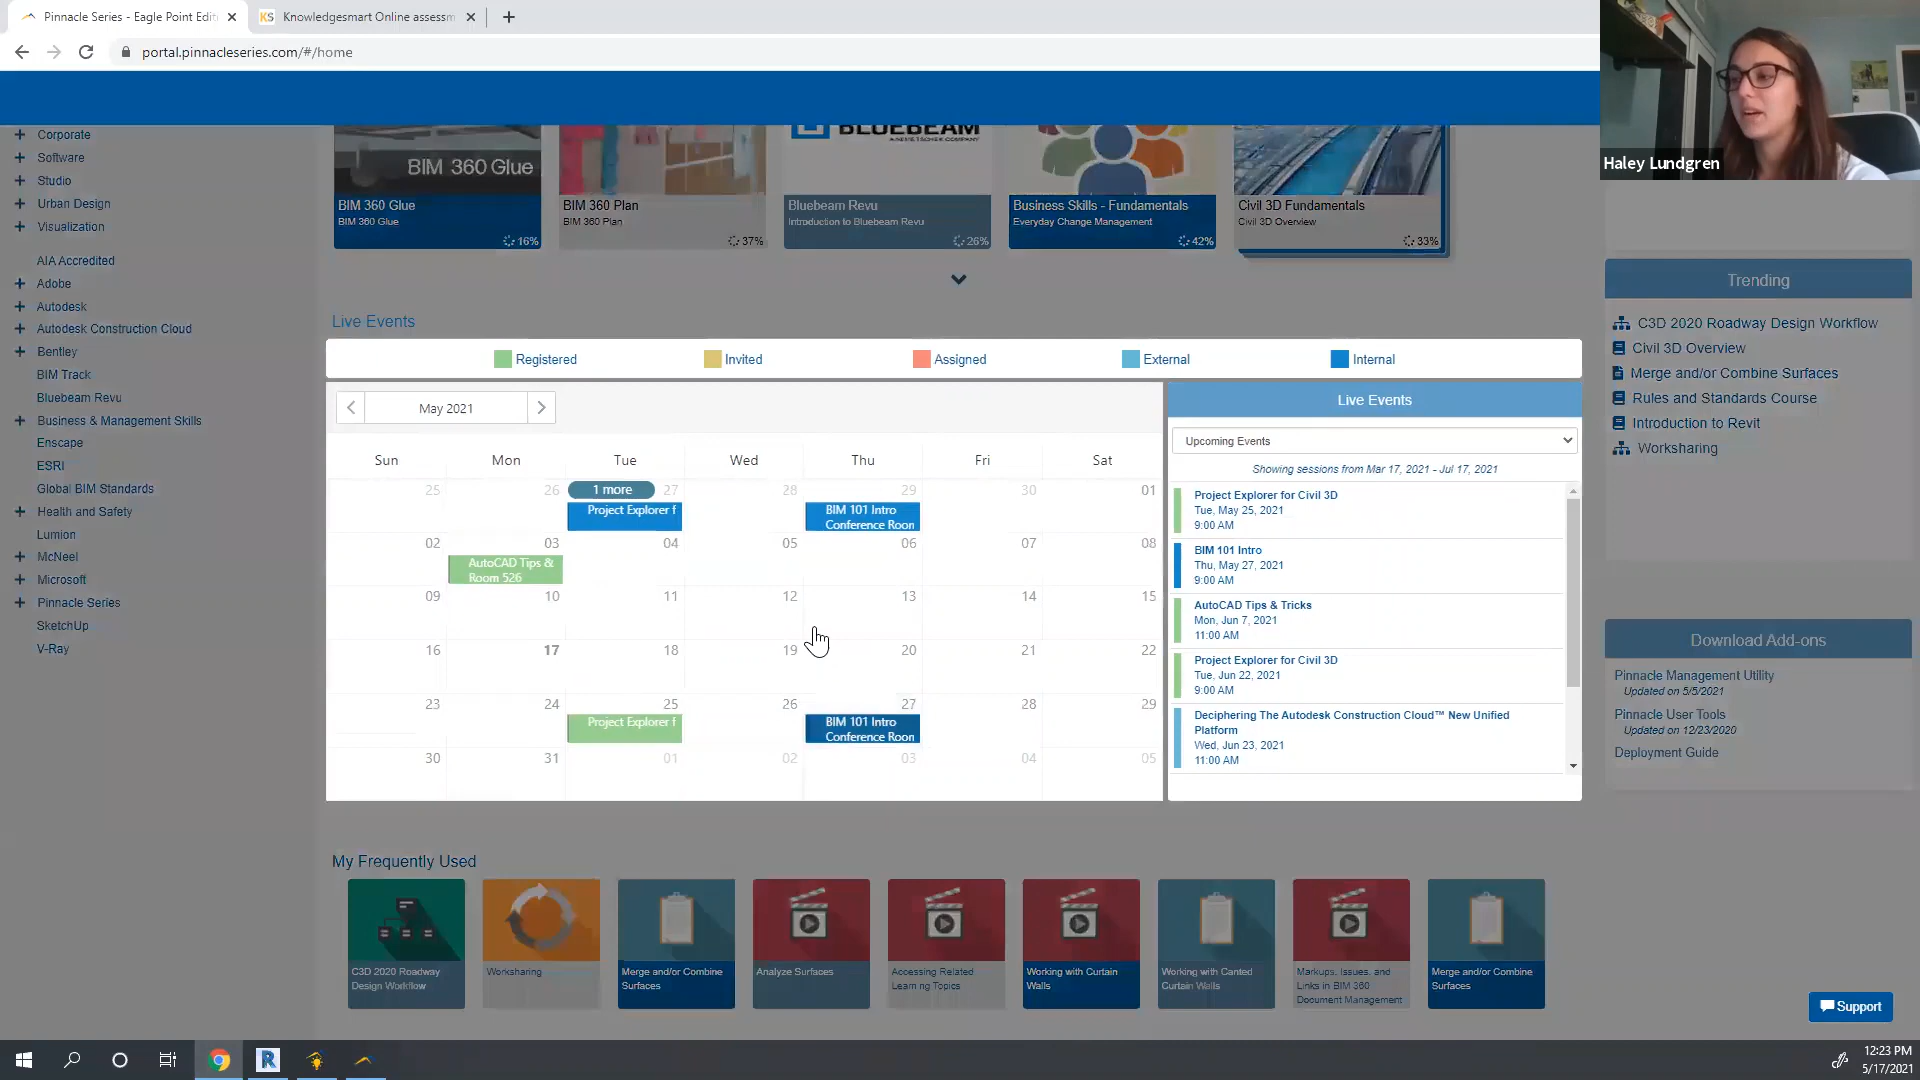 Pinnacle Series - Eagle Point Edit
KS Knowledgesmart Online assessm
portal.pinnacleseries.com/#/home
Haley Lundgren
Corporate
Software
Studio
Urban Design
Visualization
AIA Accredited
Adobe
Autodesk
Autodesk Construction Cloud
Bentley
BIM Track
Bluebeam Revu
Business & Management Skills
Enscape
ESRI
Global BIM Standards
Health and Safety
Lumion
McNeel
Microsoft
Pinnacle Series
SketchUp
V-Ray
BIM 360 Glue
BIM 360 Glue
BIM 360 Glue
16%
BIM 360 Plan
BIM 360 Plan
37%
BLUEBEAM
A NEMETSCHEK COMPANY
Bluebeam Revu
Introduction to Bluebeam Revu
26%
Business Skills - Fundamentals
Everyday Change Management
42%
Civil 3D Fundamentals
Civil 3D Overview
33%
Live Events
Registered Invited Assigned External Internal
May 2021
Sun Mon Tue Wed Thu Fri Sat
25 26 1 more 27 28 29 30 01
Project Explorer f
BIM 101 Intro
Conference Room
02 03 04 05 06 07 08
AutoCAD Tips &
Room 526
09 10 11 12 13 14 15
16 17 18 19 20 21 22
23 24 25 26 27 28 29
Project Explorer f
BIM 101 Intro
Conference Room
30 31 01 02 03 04 05
Live Events
Upcoming Events
Showing sessions from Mar 17, 2021 - Jul 17, 2021
Project Explorer for Civil 3D
Tue, May 25, 2021
9:00 AM
BIM 101 Intro
Thu, May 27, 2021
9:00 AM
AutoCAD Tips & Tricks
Mon, Jun 7, 2021
11:00 AM
Project Explorer for Civil 3D
Tue, Jun 22, 2021
9:00 AM
Deciphering The Autodesk Construction Cloud™ New Unified
Platform
Wed, Jun 23, 2021
11:00 AM
Trending
C3D 2020 Roadway Design Workflow
Civil 3D Overview
Merge and/or Combine Surfaces
Rules and Standards Course
Introduction to Revit
Worksharing
Download Add-ons
Pinnacle Management Utility
Updated on 5/5/2021
Pinnacle User Tools
Updated on 12/23/2020
Deployment Guide
My Frequently Used
C3D 2020 Roadway
Design Workflow
Worksharing
Merge and/or Combine
Surfaces
Analyze Surfaces
Accessing Related
Learning Topics
Working with Curtain
Walls
Working with Canted
Curtain Walls
Markups, Issues, and
Links in BIM 360
Document Management
Merge and/or Combine
Surfaces
Support
R
12:23 PM
5/17/2021